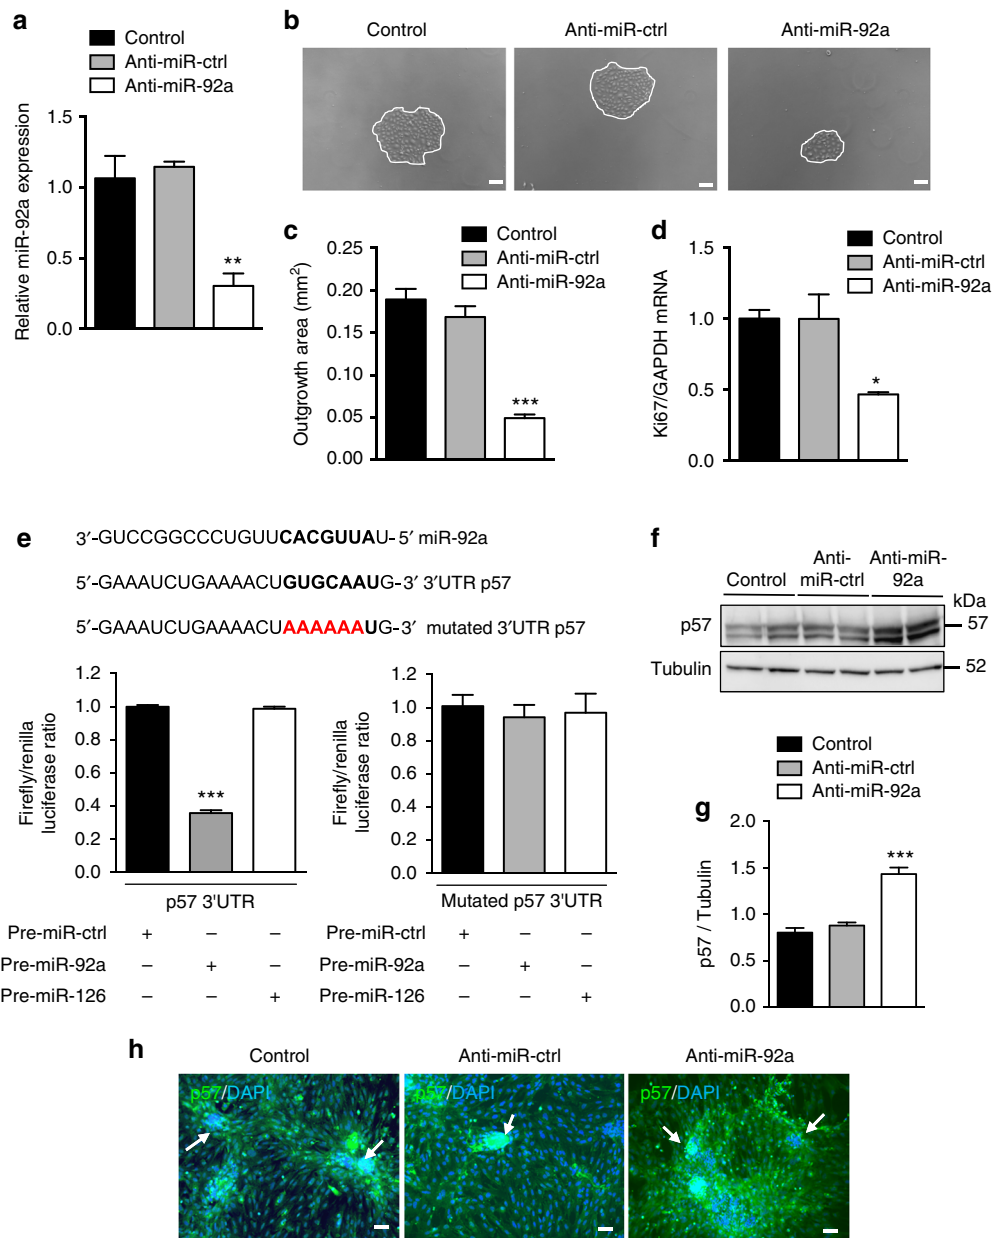 a
Control
Anti-miR-ctrl
Anti-miR-92a
Relative miR-92a expression
1.5
1.0
0.5
0.0
**
b
Control
Anti-miR-ctrl
Anti-miR-92a
c
Control
Anti-miR-ctrl
Anti-miR-92a
Outgrowth area (mm²)
0.25
0.20
0.15
0.10
0.05
0.00
***
d
Control
Anti-miR-ctrl
Anti-miR-92a
Ki67/GAPDH mRNA
1.5
1.0
0.5
0.0
*
e
3′-GUCCGGCCCUGUUCACGUUAU-5′ miR-92a
5′-GAAAUCUGAAAACUGUGCAAUG-3′ 3′UTR p57
5′-GAAAUCUGAAAACUAAAAAAUG-3′ mutated 3′UTR p57
Firefly/renilla
luciferase ratio
1.2
1.0
0.8
0.6
0.4
0.2
0.0
***
p57 3'UTR
Pre-miR-ctrl + – –
Pre-miR-92a – + –
Pre-miR-126 – – +
Firefly/renilla
luciferase ratio
1.2
1.0
0.8
0.6
0.4
0.2
0.0
Mutated p57 3'UTR
Pre-miR-ctrl + – –
Pre-miR-92a – + –
Pre-miR-126 – – +
f
Control
Anti-
miR-ctrl
Anti-miR-
92a
kDa
p57
57
Tubulin
52
g
Control
Anti-miR-ctrl
Anti-miR-92a
p57 / Tubulin
2.0
1.5
1.0
0.5
0.0
***
h
Control
Anti-miR-ctrl
Anti-miR-92a
p57/DAPI
p57/DAPI
p57/DAPI